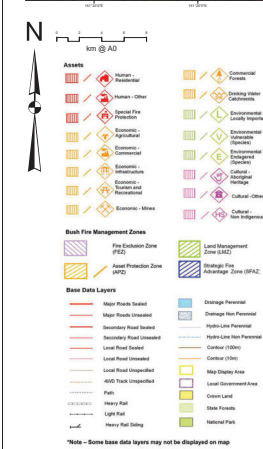 N
0 2 4 6 8
km @ A0
Assets
Human -
Residential
Human - Other
Special Fire
Protection
Economic -
Agricultural
Economic -
Commercial
Economic -
Infrastructure
Economic -
Tourism and
Recreational
Economic - Mines
Commercial
Forests
Drinking Water
Catchments
Environmental
Locally Importa
Environmental
Vulnerable
(Species)
Environmental
Endagered
(Species)
Cultural -
Aboriginal
Heritage
Cultural -Other
Cultural -
Non Indigenous
Bush Fire Management Zones
Fire Exclusion Zone
(FEZ)
Asset Protection Zone
(APZ)
Land Management
Zone (LMZ)
Strategic Fire
Advantage Zone (SFAZ)
Base Data Layers
Major Roads Sealed
Major Roads Unsealed
Secondary Road Sealed
Secondary Road Unsealed
Local Road Sealed
Local Road Unsealed
Local Road Unspecified
4WD Track Unspecified
Path
Heavy Rail
Light Rail
Heavy Rail Siding
Drainage Perennial
Drainage Non Perennial
Hydro-Line Perennial
Hydro-Line Non Perennial
Contour (100m)
Contour (10m)
Map Display Area
Local Government Area
Crown Land
State Forests
National Park
*Note – Some base data layers may not be displayed on map